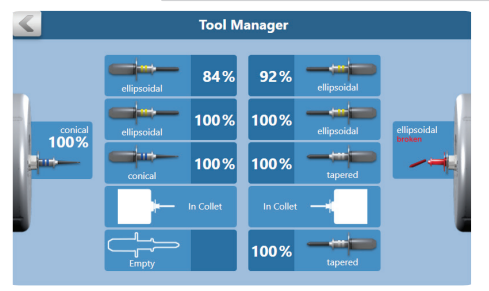 Tool Manager
84%
ellipsoidal
92%
ellipsoidal
conical
100%
100%
ellipsoidal
100%
ellipsoidal
ellipsoidal
broken
100%
conical
100%
tapered
In Collet
In Collet
Empty
100%
tapered